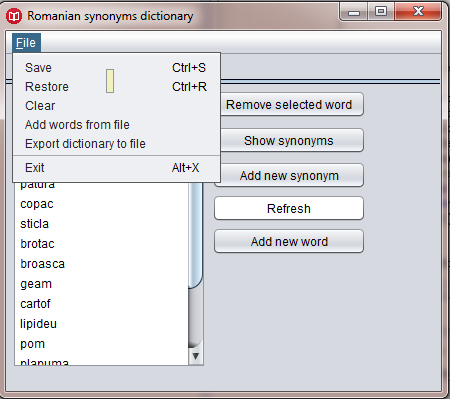 Romanian synonyms dictionary
File
Save Ctrl+S
Restore Ctrl+R
Clear
Add words from file
Export dictionary to file
Exit Alt+X
Remove selected word
Show synonyms
Add new synonym
Refresh
Add new word
patura
copac
sticla
brotac
broasca
geam
cartof
lipideu
pom
planuma